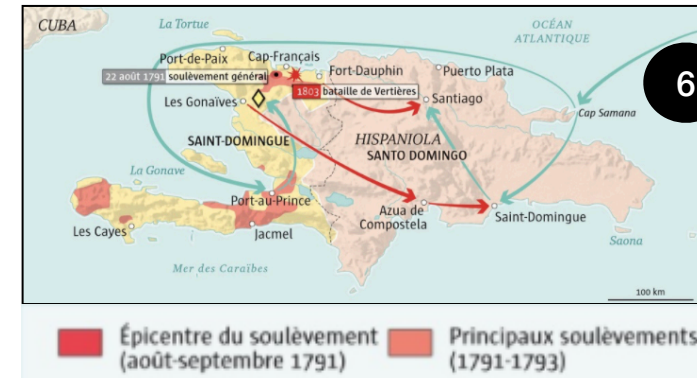 CUBA
La Tortue
OCÉAN
ATLANTIQUE
Port-de-Paix
Cap-Français
Fort-Dauphin
Puerto Plata
22 août 1791 soulèvement général
1803 bataille de Vertières
6
Les Gonaïves
Santiago
Cap Samana
SAINT-DOMINGUE
HISPANIOLA
SANTO DOMINGO
La Gonave
Port-au-Prince
Azua de
Compostela
Saint-Domingue
Les Cayes
Jacmel
Saona
Mer des Caraïbes
100 km
Épicentre du soulèvement
(août-septembre 1791)
Principaux soulèvements
(1791-1793)